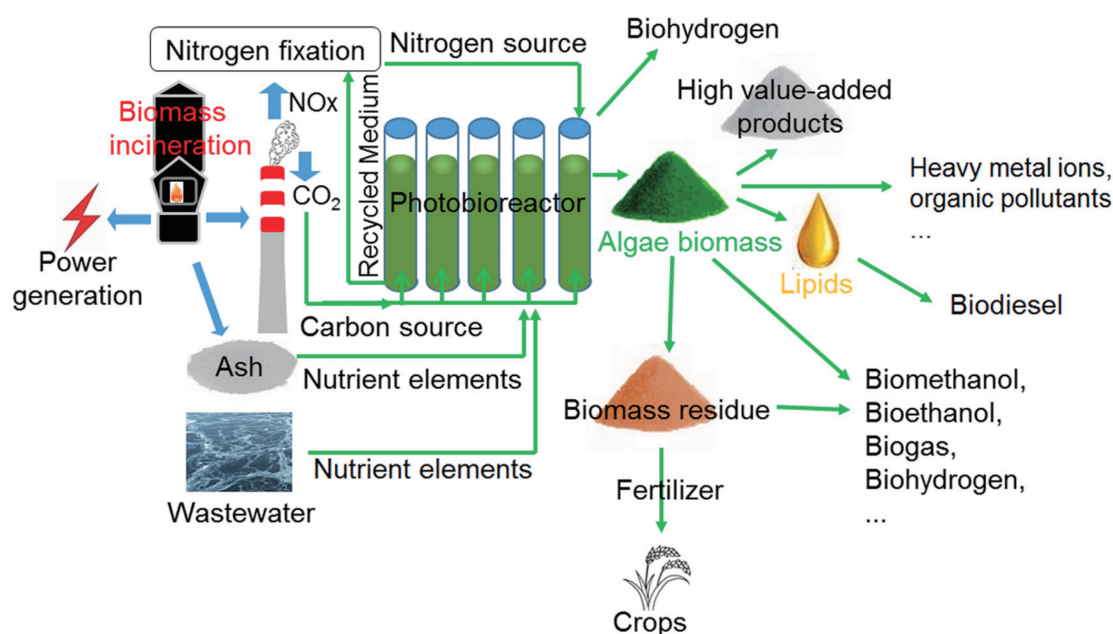 Nitrogen fixation
Nitrogen source
Biohydrogen
Biomass
incineration
NOx
CO₂
Recycled Medium
Photobioreactor
High value-added
products
Heavy metal ions,
organic pollutants
...
Algae biomass
Lipids
Biodiesel
Power
generation
Carbon source
Ash
Nutrient elements
Wastewater
Nutrient elements
Biomass residue
Biomethanol,
Bioethanol,
Biogas,
Biohydrogen,
...
Fertilizer
Crops